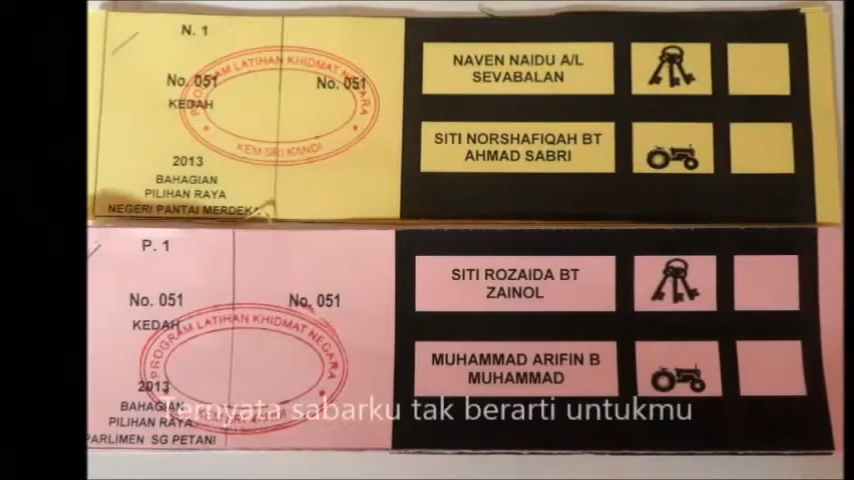 N. 1
No. 051
No. 051
KEDAH
PROGRAM LATIHAN KHIDMAT NEGARA
KEM SRI KANDI
2013
BAHAGIAN
PILIHAN RAYA
NEGERI PANTAI MERDEKA
NAVEN NAIDU A/L
SEVABALAN
SITI NORSHAFIQAH BT
AHMAD SABRI
P. 1
No. 051
No. 051
KEDAH
PROGRAM LATIHAN KHIDMAT NEGARA
2013
BAHAGIAN
PILIHAN RAYA
PARLIMEN SG PETANI
SITI ROZAIDA BT
ZAINOL
MUHAMMAD ARIFIN B
MUHAMMAD
Ternyata sabarku tak berarti untukmu